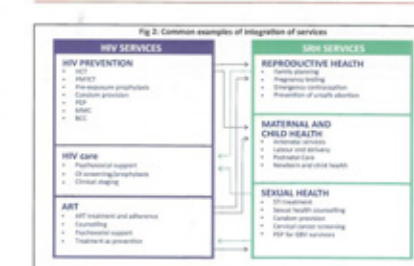 Fig 2: Common examples of integration of services
HIV SERVICES
HIV PREVENTION
• HCT
• PMTCT
• Pre-exposure prophylaxis
• Condom provision
• PEP
• MMC
• BCC
HIV care
• Psychosocial support
• OI screening/prophylaxis
• Clinical staging
ART
• ART treatment and adherence
• Counselling
• Psychosocial support
• Treatment as prevention
SRH SERVICES
REPRODUCTIVE HEALTH
• Family planning
• Pregnancy testing
• Emergency contraception
• Prevention of unsafe abortion
MATERNAL AND
CHILD HEALTH
• Antenatal services
• Labour and delivery
• Postnatal Care
• Newborn and child health
SEXUAL HEALTH
• STI treatment
• Sexual health counselling
• Condom provision
• Cervical cancer screening
• PEP for GBV survivors